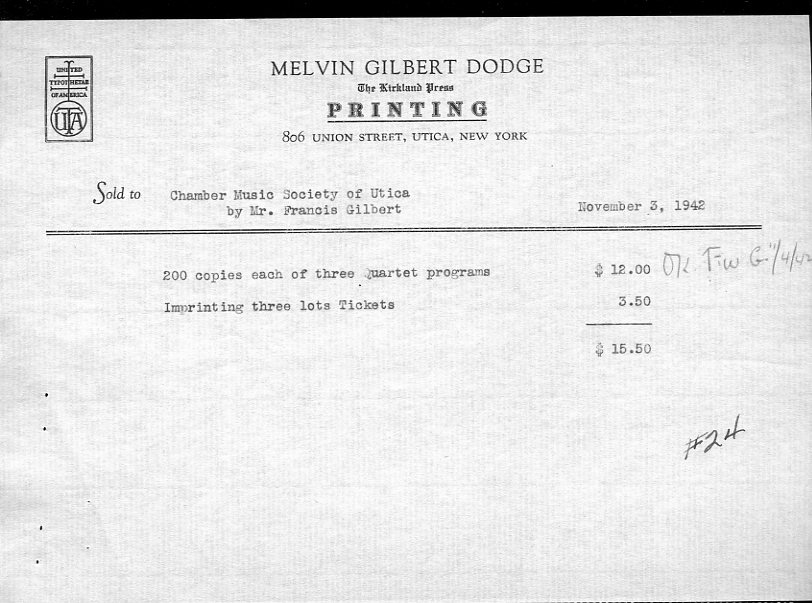 UNITED
TYPOTHETAE
OF AMERICA
UTA
MELVIN GILBERT DODGE
The Kirkland Press
PRINTING
806 UNION STREET, UTICA, NEW YORK
Sold to Chamber Music Society of Utica
by Mr. Francis Gilbert
November 3, 1942
200 copies each of three Quartet programs $ 12.00 OK F.W G. 11/4/42
Imprinting three lots Tickets 3.50
$ 15.50
#24